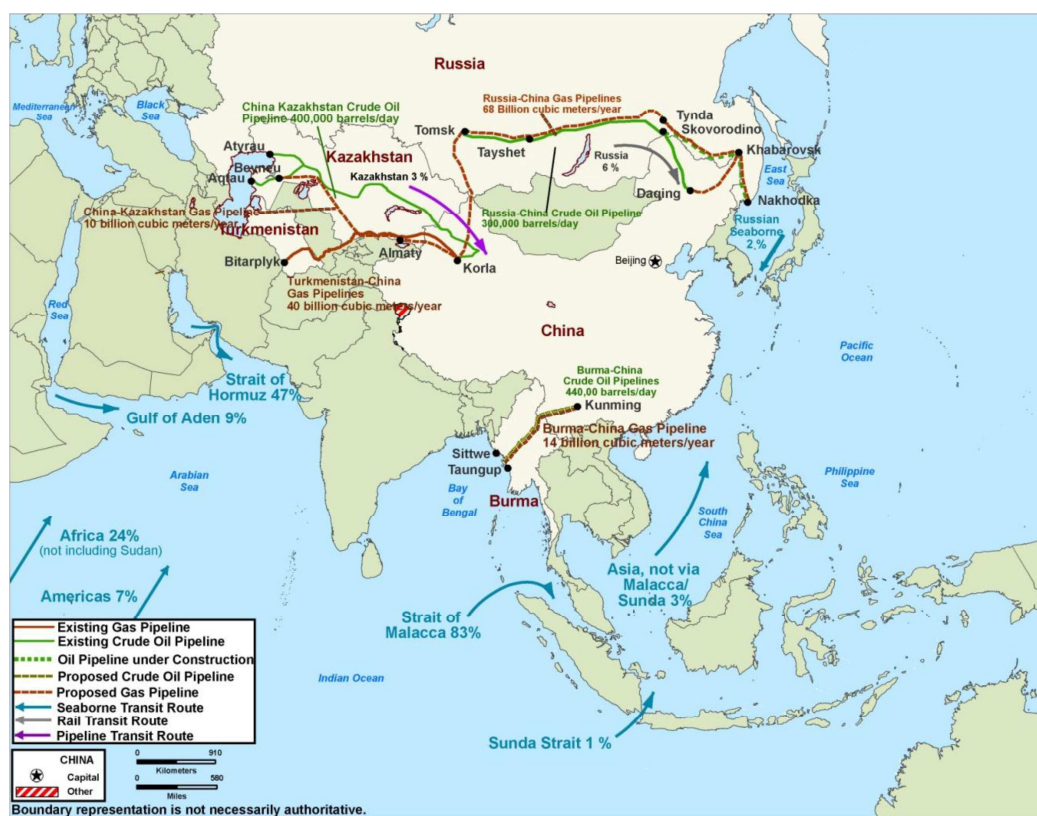 Russia
Mediterranean
Sea
Black
Sea
China Kazakhstan Crude Oil
Pipeline-400,000 barrels/day
Russia-China Gas Pipelines
68 Billion cubic meters/year
Tomsk
Tayshet
Tynda
Skovorodino
Khabarovsk
Atyrau
Beyneu
Aqtau
Kazakhstan
Kazakhstan 3 %
Russia
6 %
Daqing
East
Sea
Nakhodka
Russian
Seaborne
2 %
China-Kazakhstan Gas Pipeline
10 billion cubic meters/year
Turkmenistan
Russia-China Crude Oil Pipeline
300,000 barrels/day
Bitarplyk
Almaty
Korla
Beijing
Turkmenistan-China
Gas Pipelines
40 billion cubic meters/year
Red
Sea
China
Pacific
Ocean
Strait of
Hormuz 47%
Gulf of Aden 9%
Burma-China
Crude Oil Pipelines
440,00 barrels/day
Kunming
Burma-China Gas Pipeline
14 billion cubic meters/year
Sittwe
Taungup
Burma
Arabian
Sea
Bay
of
Bengal
Philippine
Sea
South
China
Sea
Africa 24%
(not including Sudan)
Americas 7%
Asia, not via
Malacca/
Sunda 3%
Strait of
Malacca 83%
Indian Ocean
Sunda Strait 1 %
Existing Gas Pipeline
Existing Crude Oil Pipeline
Oil Pipeline under Construction
Proposed Crude Oil Pipeline
Proposed Gas Pipeline
Seaborne Transit Route
Rail Transit Route
Pipeline Transit Route
CHINA
Capital
Other
0 910
Kilometers
0 580
Miles
Boundary representation is not necessarily authoritative.